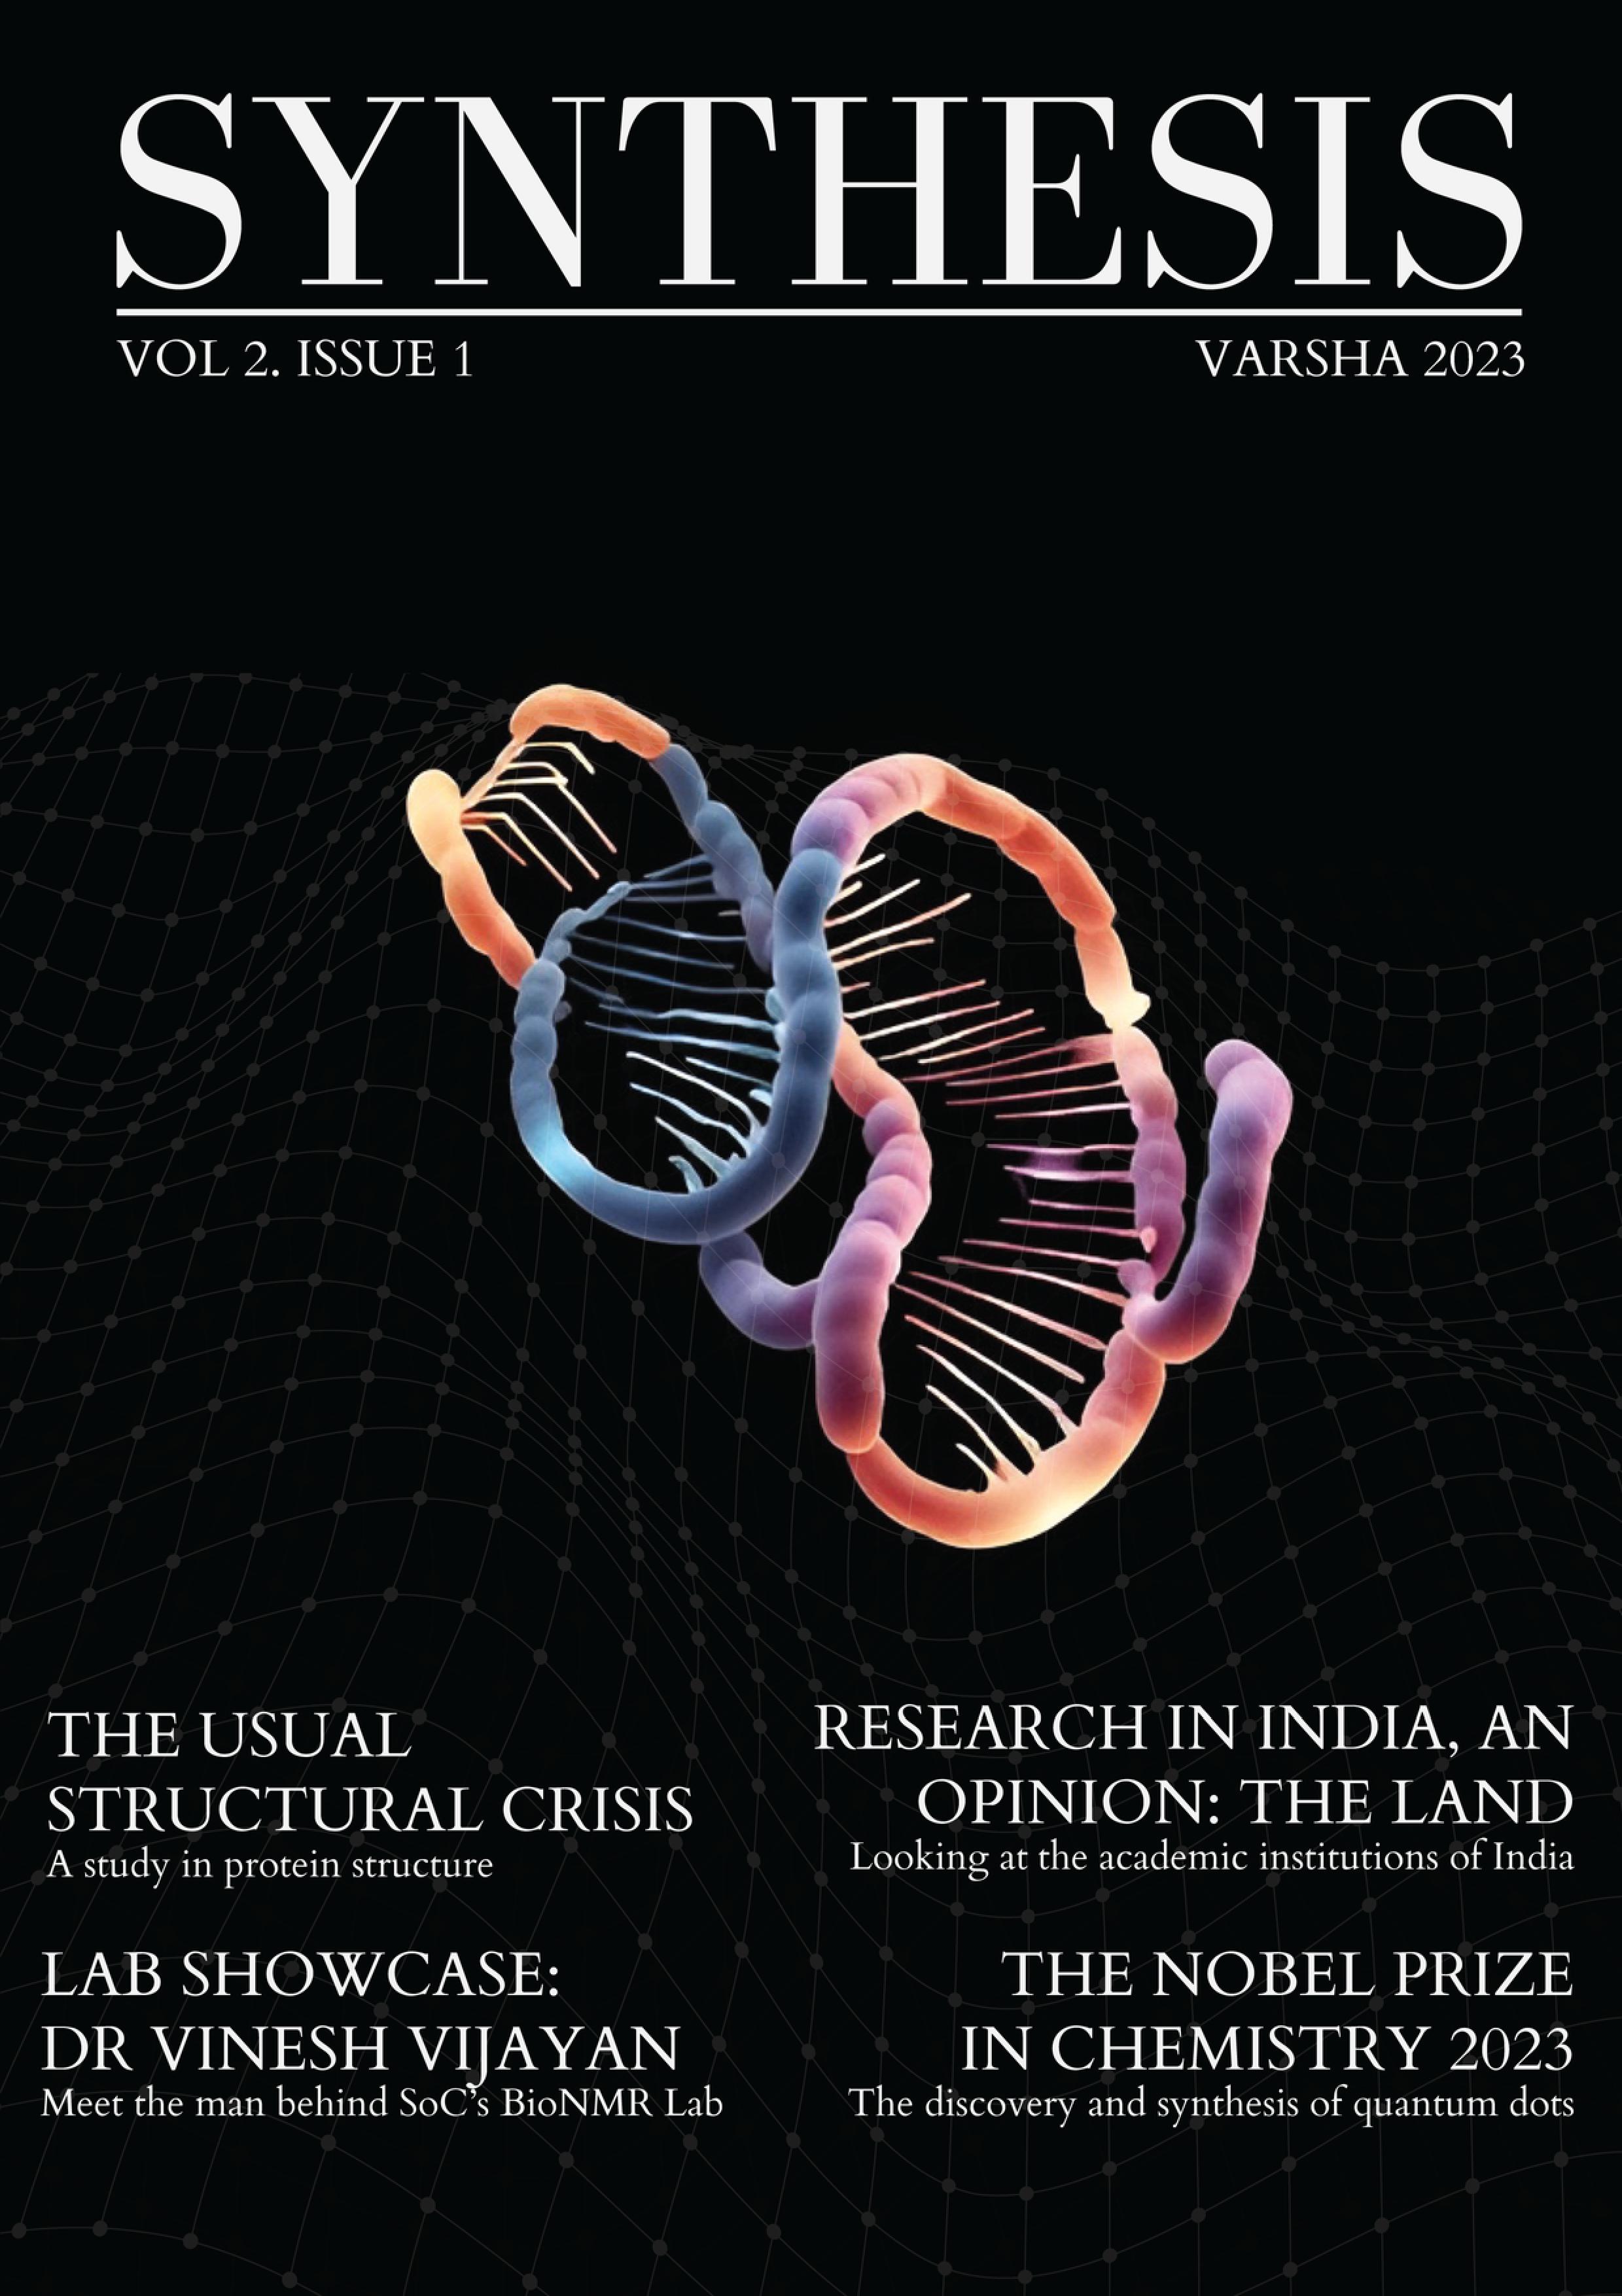 SYNTHESIS
VOL 2. ISSUE 1
VARSHA 2023
THE USUAL
STRUCTURAL CRISIS
A study in protein structure
RESEARCH IN INDIA, AN
OPINION: THE LAND
Looking at the academic institutions of India
LAB SHOWCASE:
DR VINESH VIJAYAN
Meet the man behind SoC’s BioNMR Lab
THE NOBEL PRIZE
IN CHEMISTRY 2023
The discovery and synthesis of quantum dots